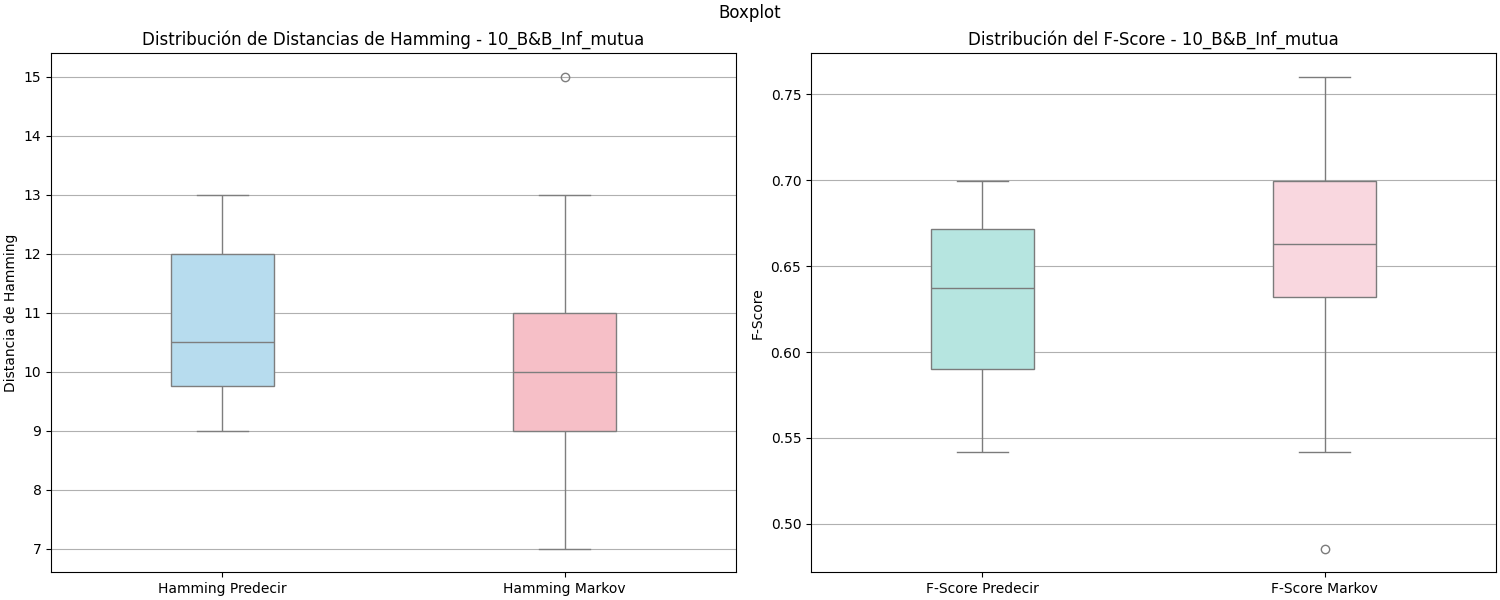 Boxplot
Distribución de Distancias de Hamming - 10_B&B_Inf_mutua
Distancia de Hamming
15
14
13
12
11
10
9
8
7
Hamming Predecir
Hamming Markov
Distribución del F-Score - 10_B&B_Inf_mutua
F-Score
0.75
0.70
0.65
0.60
0.55
0.50
F-Score Predecir
F-Score Markov